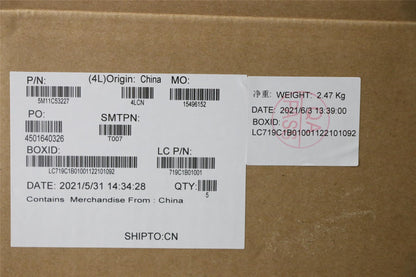 P/N: (4L)Origin: China MO:
5M11C53227 4LCN 15496152
PO: SMTPN:
4501640326 T007
BOXID: LC P/N:
LC719C1B01001122101092 719C1B01001
DATE: 2021/5/31 14:34:28 QTY:
5
Contains Merchandise From : China
SHIPTO:CN
净重: WEIGHT: 2.47 Kg
DATE: 2021/6/3 13:39:00
BOXID:
LC719C1B01001122101092